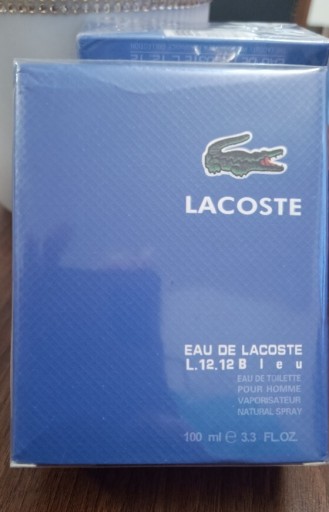 LACOSTE
EAU DE LACOSTE
L.12.12 Bleu
EAU DE TOILETTE
POUR HOMME
VAPORISATEUR
NATURAL SPRAY
100 ml ℮ 3.3 FL.OZ.